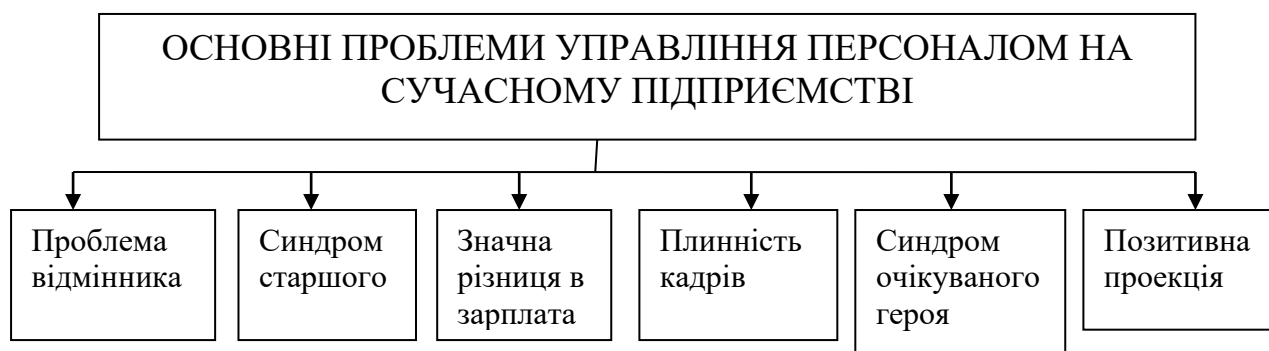 ОСНОВНІ ПРОБЛЕМИ УПРАВЛІННЯ ПЕРСОНАЛОМ НА
СУЧАСНОМУ ПІДПРИЄМСТВІ
Проблема
відмінника
Синдром
старшого
Значна
різниця в
зарплата
Плинність
кадрів
Синдром
очікуваного
героя
Позитивна
проекція